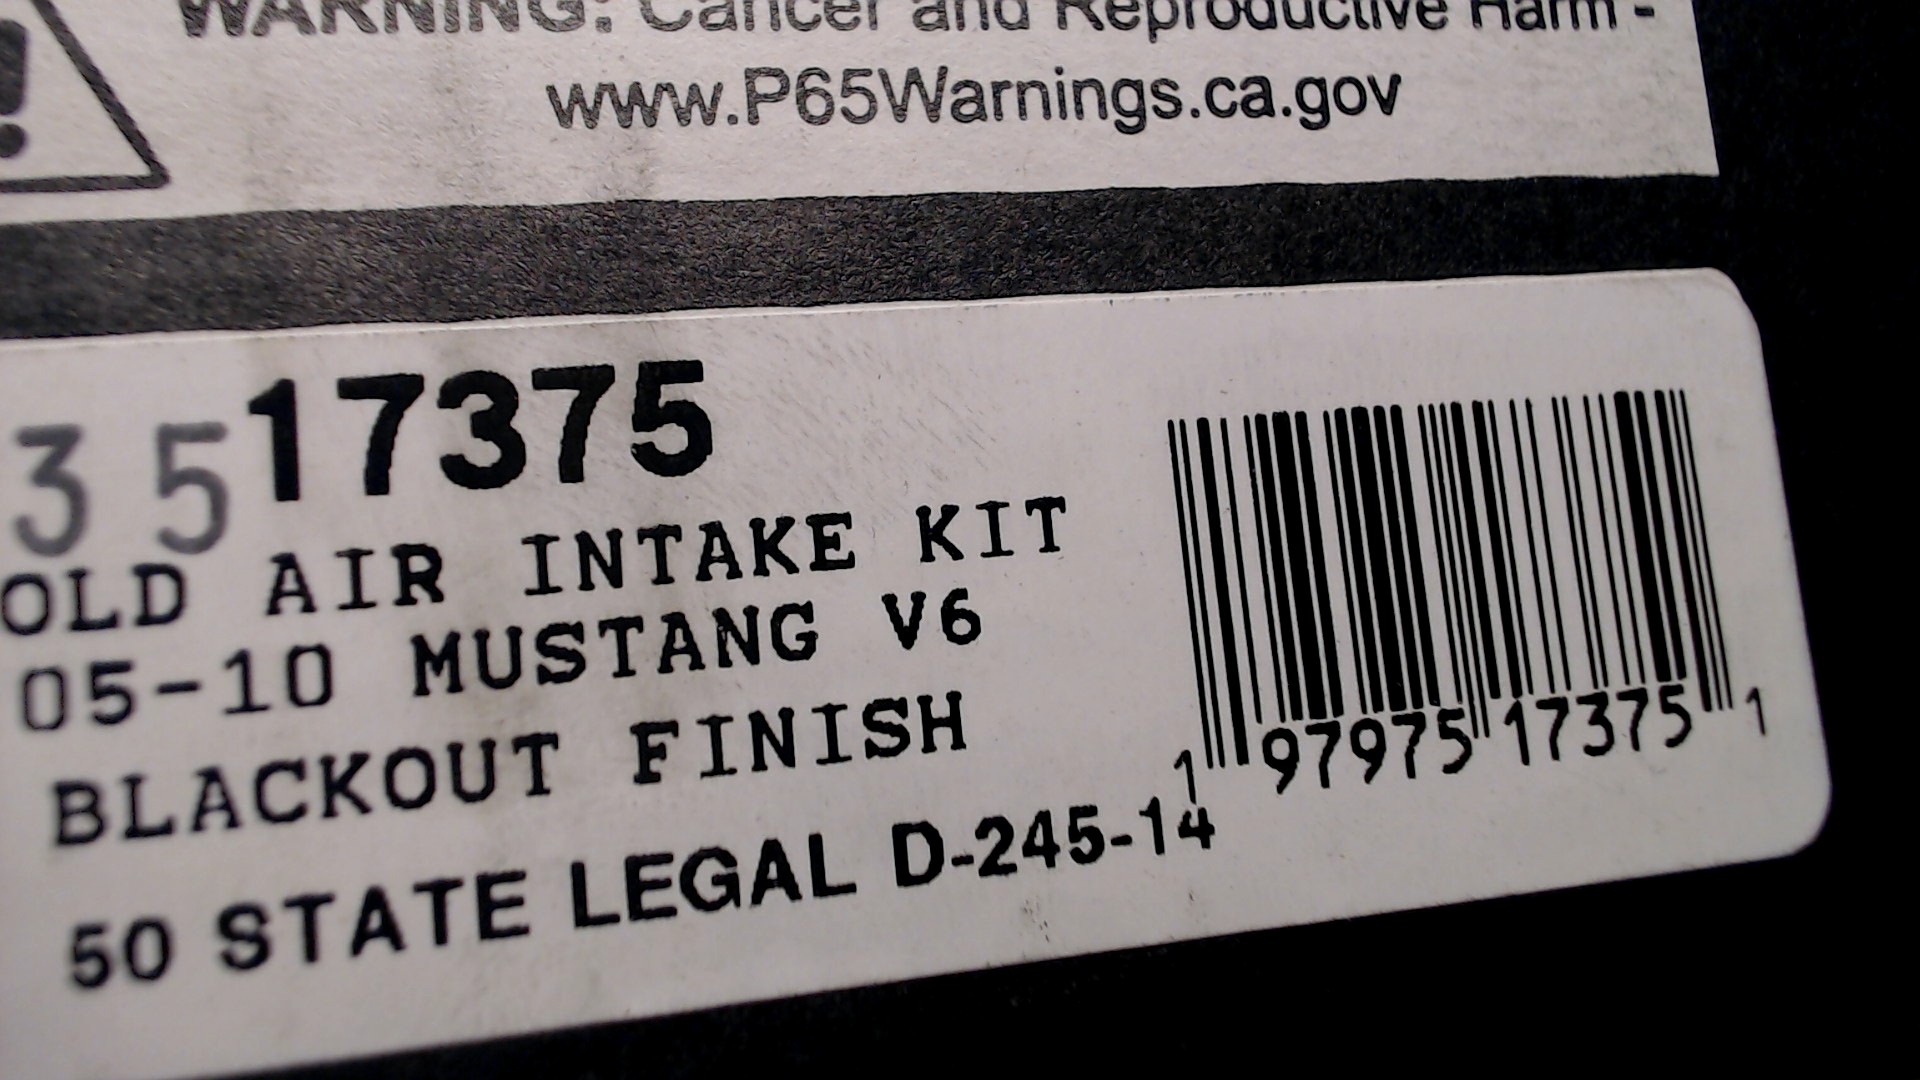 WARNING: Cancer and Reproductive Harm -
www.P65Warnings.ca.gov
3 5 17375
OLD AIR INTAKE KIT
05-10 MUSTANG V6
BLACKOUT FINISH
50 STATE LEGAL D-245-14
1 97975 17375 1